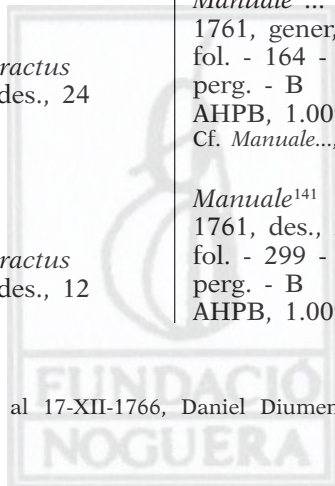 ractus
des., 24
ractus
des., 12
Manuale ...
1761, gener,
fol. - 164 -
perg. - B
AHPB, 1.00
Cf. Manuale...,
Manuale¹⁴¹
1761, des.,
fol. - 299 -
perg. - B
AHPB, 1.00
al 17-XII-1766, Daniel Diumen
FUNDACIÓ
NOGUERA